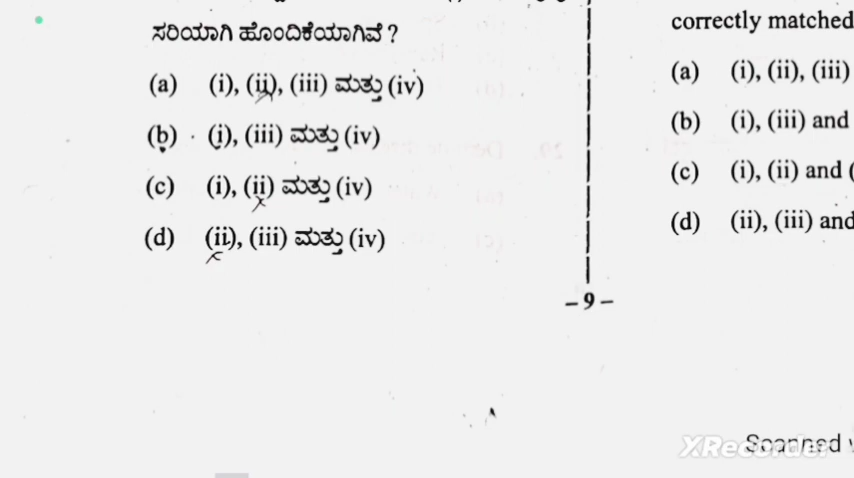 ಸರಿಯಾಗಿ ಹೊಂದಿಕೆಯಾಗಿವೆ ?
(a) (i), (ii), (iii) ಮತ್ತು (iv)
(b) (i), (iii) ಮತ್ತು (iv)
(c) (i), (ii) ಮತ್ತು (iv)
(d) (ii), (iii) ಮತ್ತು (iv)
correctly matched
(a) (i), (ii), (iii)
(b) (i), (iii) and
(c) (i), (ii) and (
(d) (ii), (iii) and
– 9 –
Scanned
XRecorder